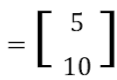 = [ 5
10 ]